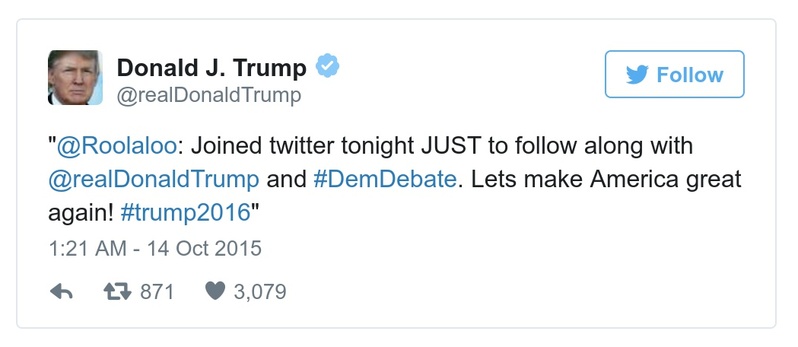 Donald J. Trump
@realDonaldTrump
Follow
"@Roolaloo: Joined twitter tonight JUST to follow along with
@realDonaldTrump and #DemDebate. Lets make America great
again! #trump2016"
1:21 AM - 14 Oct 2015
871 3,079